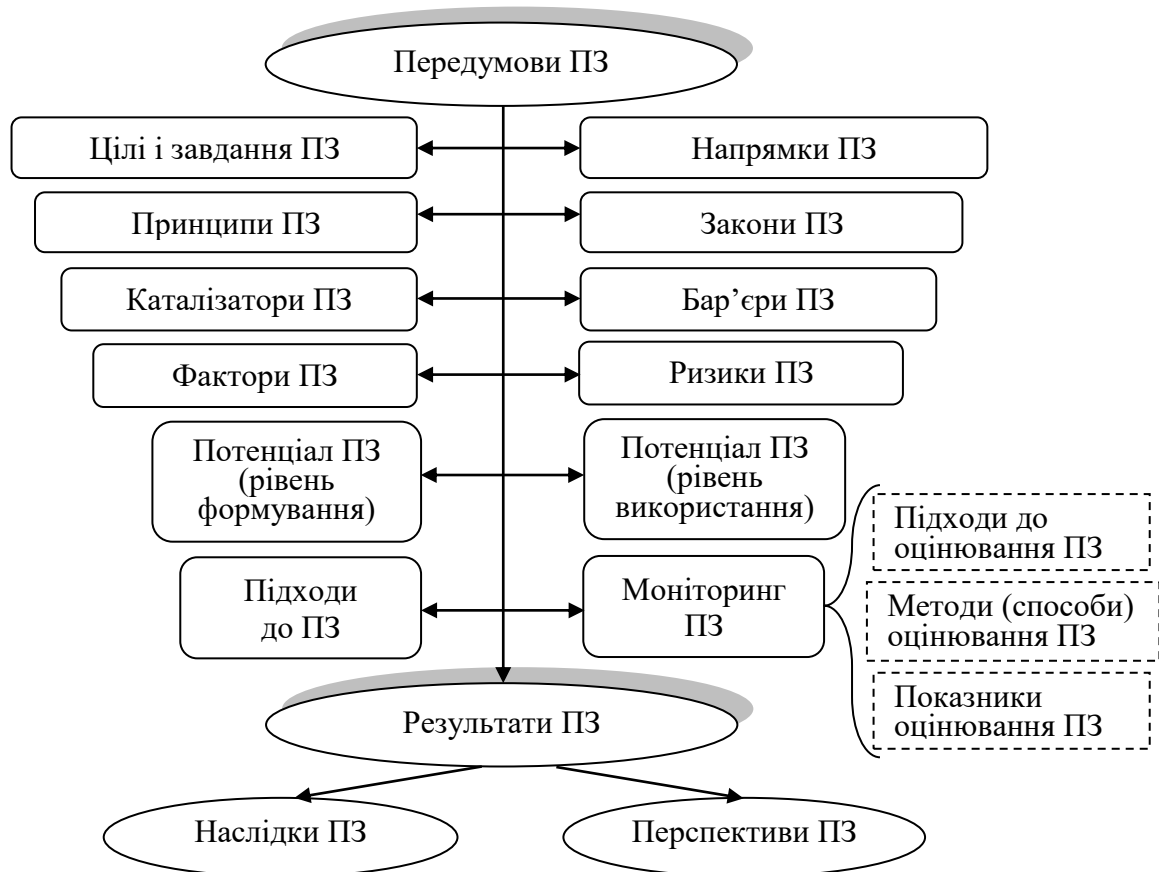 Передумови ПЗ
Цілі і завдання ПЗ
Напрямки ПЗ
Принципи ПЗ
Закони ПЗ
Каталізатори ПЗ
Бар’єри ПЗ
Фактори ПЗ
Ризики ПЗ
Потенціал ПЗ
(рівень
формування)
Потенціал ПЗ
(рівень
використання)
Підходи
до ПЗ
Моніторинг
ПЗ
Підходи до
оцінювання ПЗ
Методи (способи)
оцінювання ПЗ
Показники
оцінювання ПЗ
Результати ПЗ
Наслідки ПЗ
Перспективи ПЗ